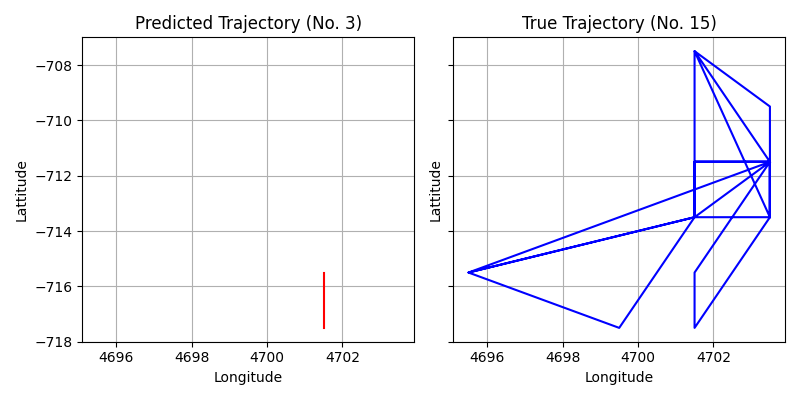 Predicted Trajectory (No. 3)
True Trajectory (No. 15)
−708
−710
−712
−714
−716
−718
Lattitude
Lattitude
4696
4698
4700
4702
4696
4698
4700
4702
Longitude
Longitude